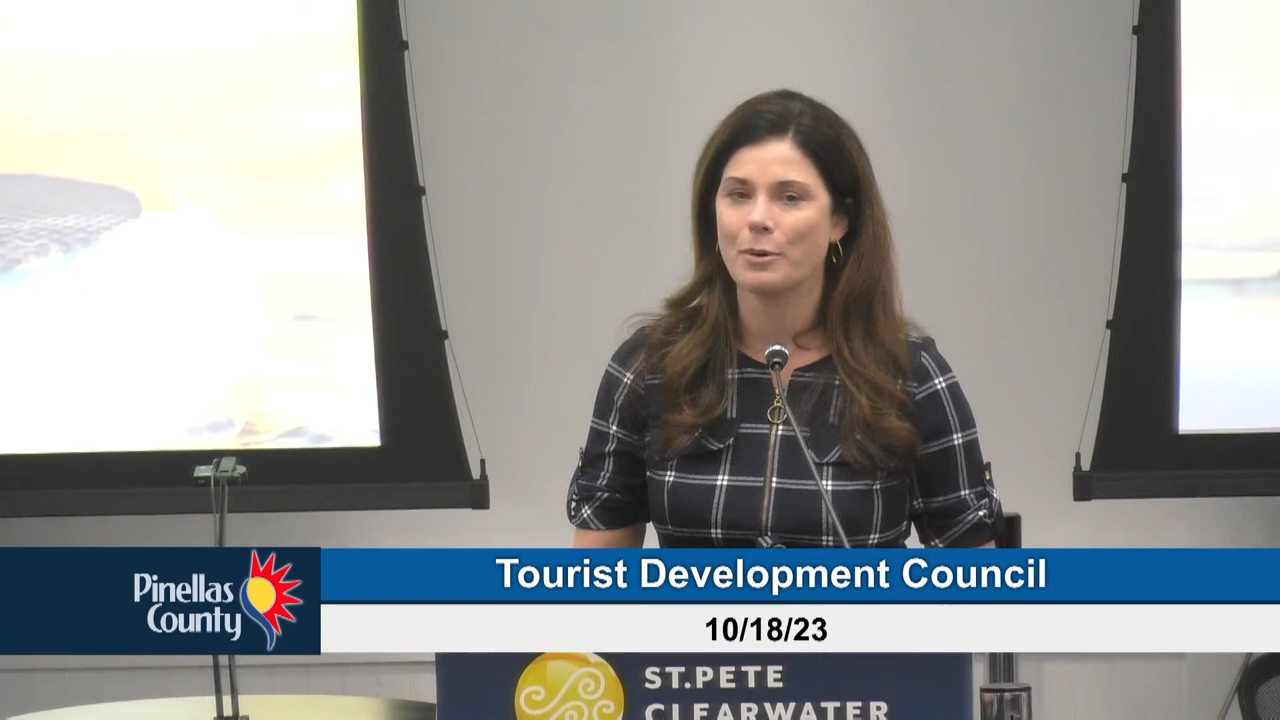 Pinellas
County
Tourist Development Council
10/18/23
ST.PETE
CLEARWATER